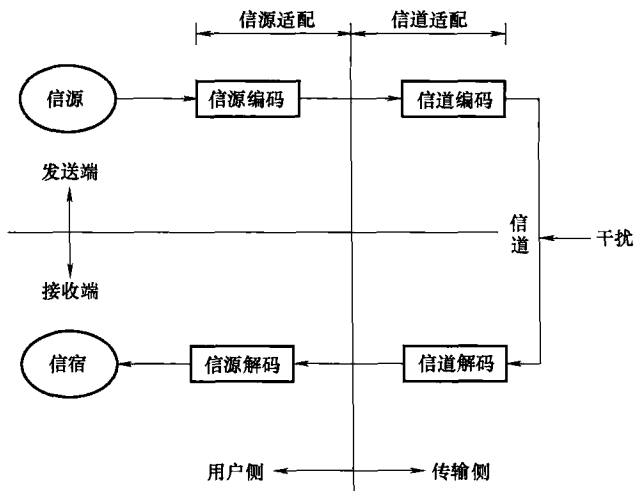 信源适配
信道适配
信源
信源编码
信道编码
发送端
信道
干扰
接收端
信宿
信源解码
信道解码
用户侧
传输侧